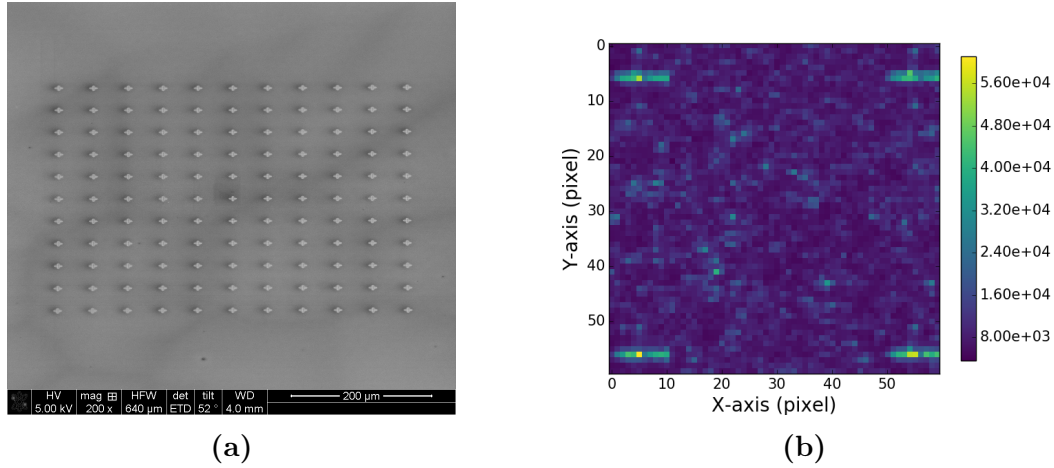 HV
mag
HFW
det
tilt
WD
5.00 kV
200 x
640 µm
ETD
52 °
4.0 mm
200 µm
(a)
0
10
20
30
40
50
Y-axis (pixel)
0 10 20 30 40 50
X-axis (pixel)
5.60e+04
4.80e+04
4.00e+04
3.20e+04
2.40e+04
1.60e+04
8.00e+03
(b)